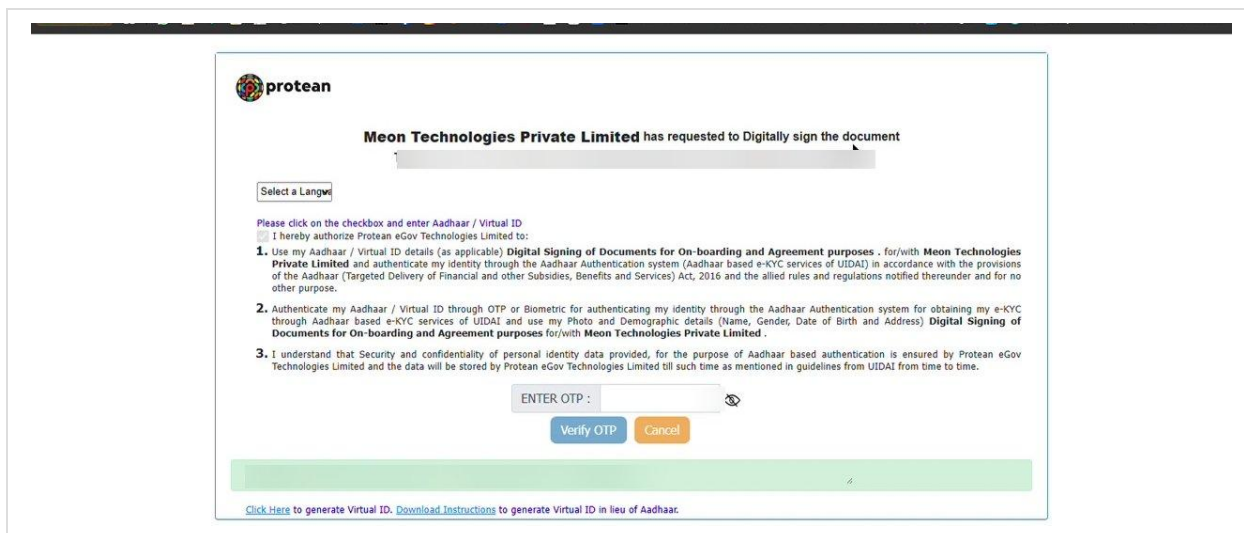 protean
Meon Technologies Private Limited has requested to Digitally sign the document
Select a Langu
Please click on the checkbox and enter Aadhaar / Virtual ID
I hereby authorize Protean eGov Technologies Limited to:
1. Use my Aadhaar / Virtual ID details (as applicable) Digital Signing of Documents for On-boarding and Agreement purposes . for/with Meon Technologies
Private Limited and authenticate my identity through the Aadhaar Authentication system (Aadhaar based e-KYC services of UIDAI) in accordance with the provisions
of the Aadhaar (Targeted Delivery of Financial and other Subsidies, Benefits and Services) Act, 2016 and the allied rules and regulations notified thereunder and for no
other purpose.
2. Authenticate my Aadhaar / Virtual ID through OTP or Biometric for authenticating my identity through the Aadhaar Authentication system for obtaining my e-KYC
through Aadhaar based e-KYC services of UIDAI and use my Photo and Demographic details (Name, Gender, Date of Birth and Address) Digital Signing of
Documents for On-boarding and Agreement purposes for/with Meon Technologies Private Limited .
3. I understand that Security and confidentiality of personal identity data provided, for the purpose of Aadhaar based authentication is ensured by Protean eGov
Technologies Limited and the data will be stored by Protean eGov Technologies Limited till such time as mentioned in guidelines from UIDAI from time to time.
ENTER OTP :
Verify OTP Cancel
Click Here to generate Virtual ID. Download Instructions to generate Virtual ID in lieu of Aadhaar.